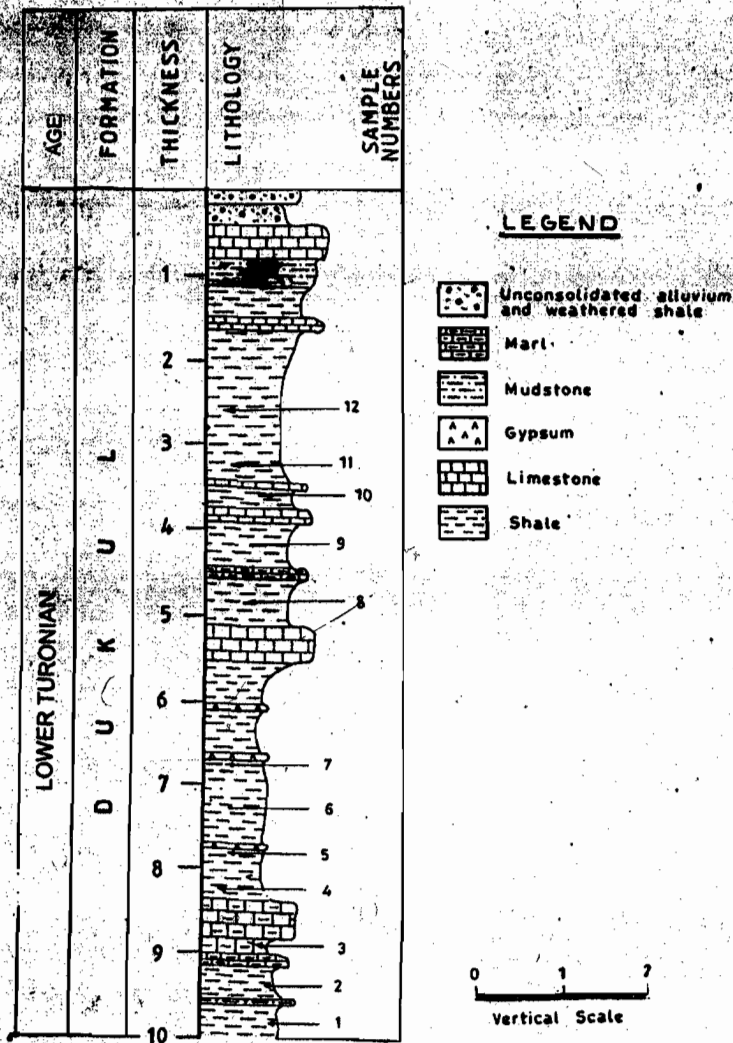 AGE
FORMATION
THICKNESS
LITHOLOGY
SAMPLE
NUMBERS
LOWER TURONIAN
DUKUL
1
2
3
4
5
6
7
8
9
10
12
11
10
9
8
7
6
5
4
3
2
1
LEGEND
Unconsolidated alluvium
and weathered shale
Marl
Mudstone
Gypsum
Limestone
Shale
0 1 2
Vertical Scale